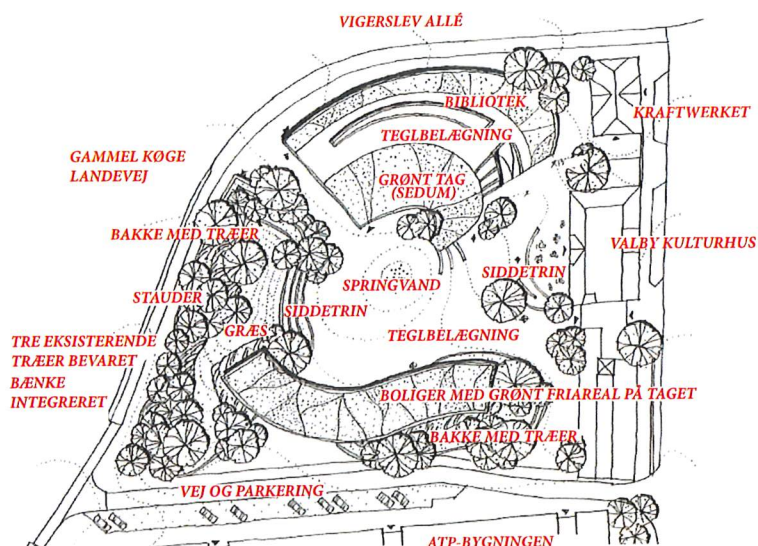 VIGERSLEV ALLÉ
BIBLIOTEK
KRAFTWERKET
TEGLBELÆGNING
GAMMEL KØGE
LANDEVEJ
GRØNT TAG
(SEDUM)
BAKKE MED TRÆER
VALBY KULTURHUS
SIDDETRIN
SPRINGVAND
STAUDER
SIDDETRIN
GRÆS
TEGLBELÆGNING
TRE EKSISTERENDE
TRÆER BEVARET
BÆNKE
INTEGRERET
BOLIGER MED GRØNT FRIAREAL PÅ TAGET
BAKKE MED TRÆER
VEJ OG PARKERING
ATP-BYGNINGEN